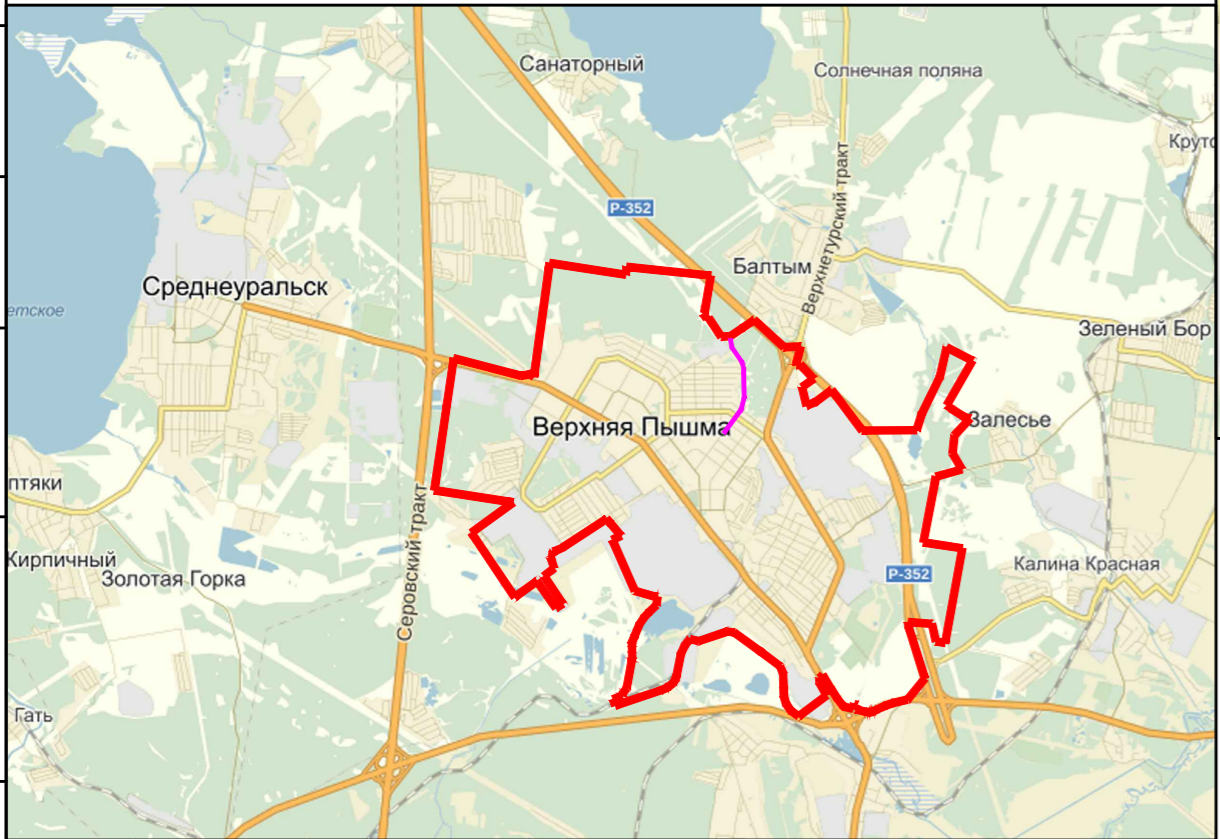 Санаторный
Солнечная поляна
Круто
Р-352
Верхнетурский тракт
Балтым
Среднеуральск
етское
Зеленый Бор
Верхняя Пышма
Залесье
птяки
Серовский тракт
Кирпичный
Золотая Горка
Р-352
Калина Красная
Гать